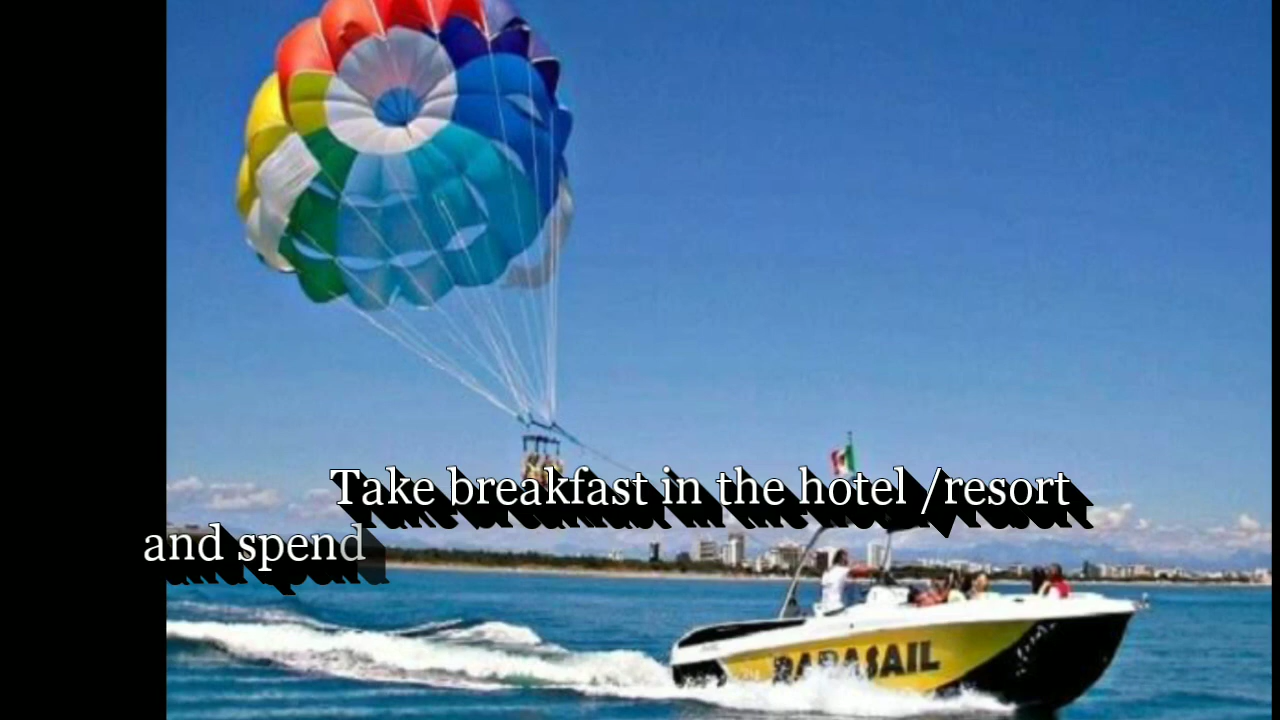 Take breakfast in the hotel /resort
and spend
PARASAIL